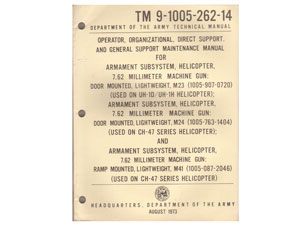 TM 9-1005-262-14
DEPARTMENT OF THE ARMY TECHNICAL MANUAL
OPERATOR, ORGANIZATIONAL, DIRECT SUPPORT,
AND GENERAL SUPPORT MAINTENANCE MANUAL
FOR
ARMAMENT SUBSYSTEM, HELICOPTER,
7.62 MILLIMETER MACHINE GUN:
DOOR MOUNTED, LIGHTWEIGHT, M23 (1005-907-0720)
(USED ON UH-1D/UH-1H HELICOPTER);
ARMAMENT SUBSYSTEM, HELICOPTER,
7.62 MILLIMETER MACHINE GUN:
DOOR MOUNTED, LIGHTWEIGHT, M24 (1005-763-1404)
(USED ON CH-47 SERIES HELICOPTER);
AND
ARMAMENT SUBSYSTEM, HELICOPTER,
7.62 MILLIMETER MACHINE GUN:
RAMP MOUNTED, LIGHTWEIGHT, M41 (1005-087-2046)
(USED ON CH-47 SERIES HELICOPTER)
HEADQUARTERS, DEPARTMENT OF THE ARMY
AUGUST 1973